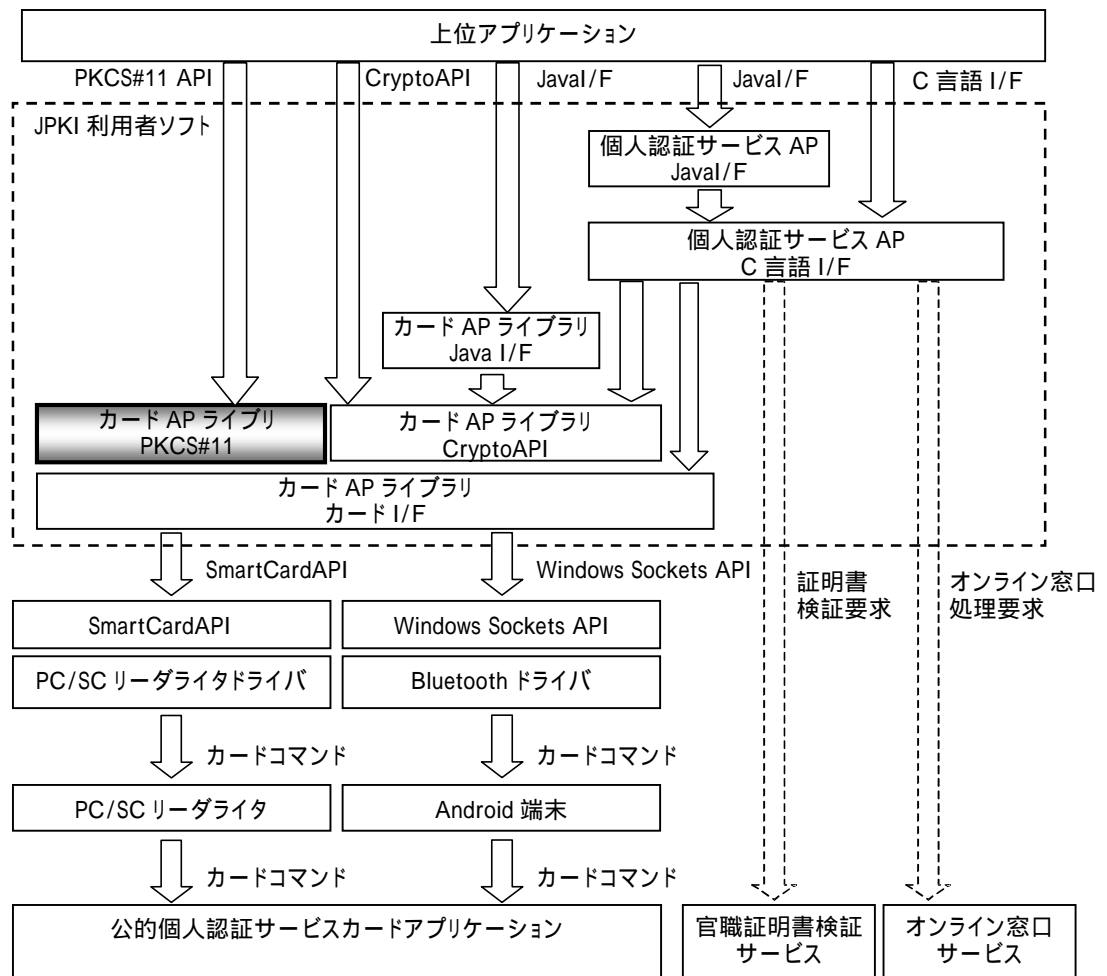 上位アプリケーション
PKCS#11 API
CryptoAPI
JavaI/F
JavaI/F
C 言語 I/F
JPKI 利用者ソフト
個人認証サービス AP
JavaI/F
個人認証サービス AP
C 言語 I/F
カード AP ライブラリ
Java I/F
カード AP ライブリ
PKCS#11
カード AP ライブラリ
CryptoAPI
カード AP ライブラリ
カード I/F
SmartCardAPI
Windows Sockets API
証明書
検証要求
オンライン窓口
処理要求
SmartCardAPI
Windows Sockets API
PC/SC リーダライタドライバ
Bluetooth ドライバ
カードコマンド
カードコマンド
PC/SC リーダライタ
Android 端末
カードコマンド
カードコマンド
公的個人認証サービスカードアプリケーション
官職証明書検証
サービス
オンライン窓口
サービス